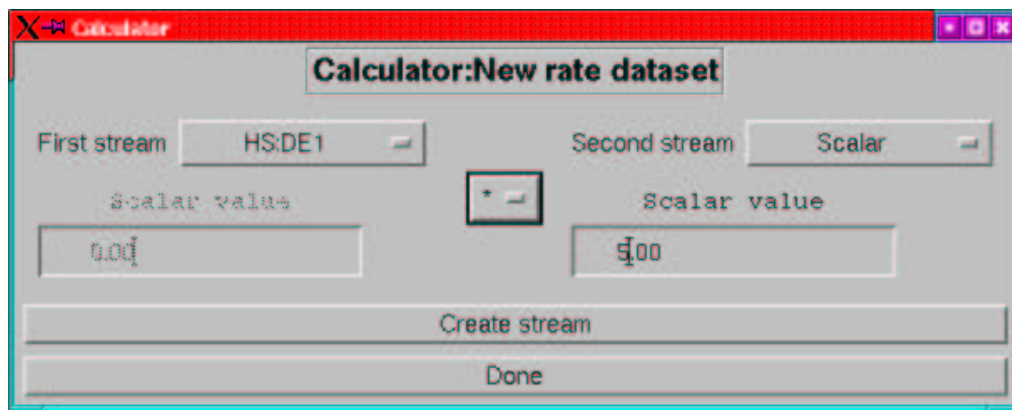 Calculator
Calculator:New rate dataset
First stream HS:DE1 Second stream Scalar
*
Scalar value Scalar value
0.00 5.00
Create stream
Done